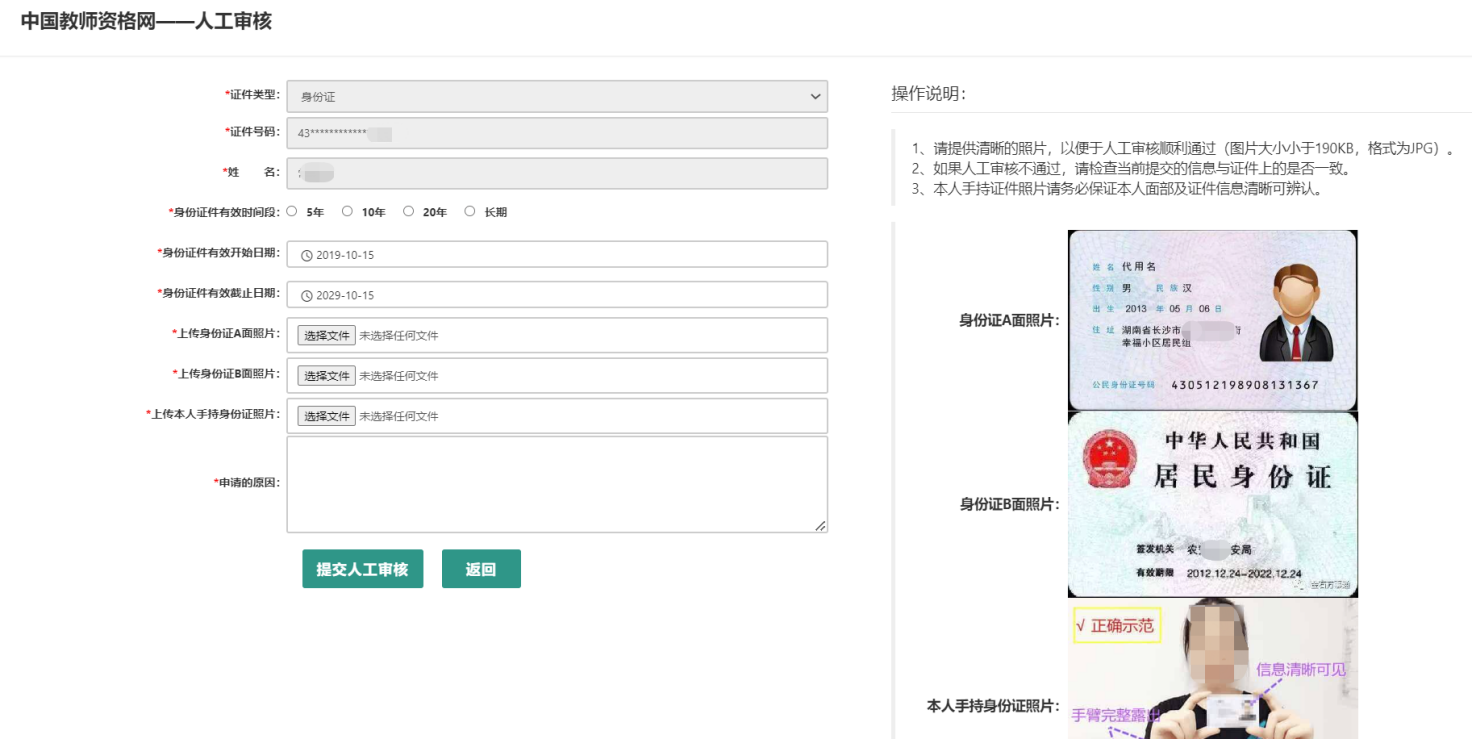 中国教师资格网——人工审核
*证件类型： 身份证
*证件号码： 43************
*姓 名：
*身份证件有效时间段： 5年 10年 20年 长期
*身份证件有效开始日期： 2019-10-15
*身份证件有效截止日期： 2029-10-15
*上传身份证A面照片： 选择文件 未选择任何文件
*上传身份证B面照片： 选择文件 未选择任何文件
*上传本人手持身份证照片： 选择文件 未选择任何文件
*申请的原因：
提交人工审核 返回
操作说明：
1、请提供清晰的照片，以便于人工审核顺利通过（图片大小小于190KB，格式为JPG）。
2、如果人工审核不通过，请检查当前提交的信息与证件上的是否一致。
3、本人手持证件照片请务必保证本人面部及证件信息清晰可辨认。
身份证A面照片：
姓名 代用名
性别 男 民族 汉
出生 2013 年 05 月 06 日
住址 湖南省长沙市
幸福小区居民组
公民身份证号码 430512198908131367
身份证B面照片：
中华人民共和国
居民身份证
签发机关 农 安局
有效期限 2012.12.24-2022.12.24
本人手持身份证照片：
√ 正确示范
信息清晰可见
手臂完整露出